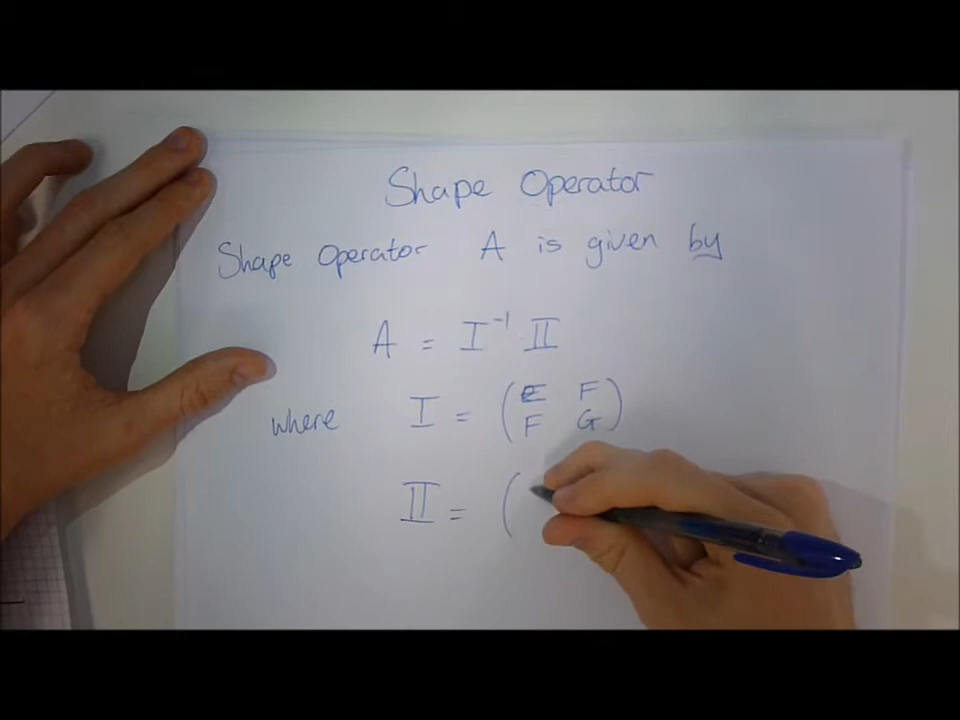 Shape Operator
Shape Operator A is given by
A = I⁻¹ II
where I = ( E F
F G )
II = (